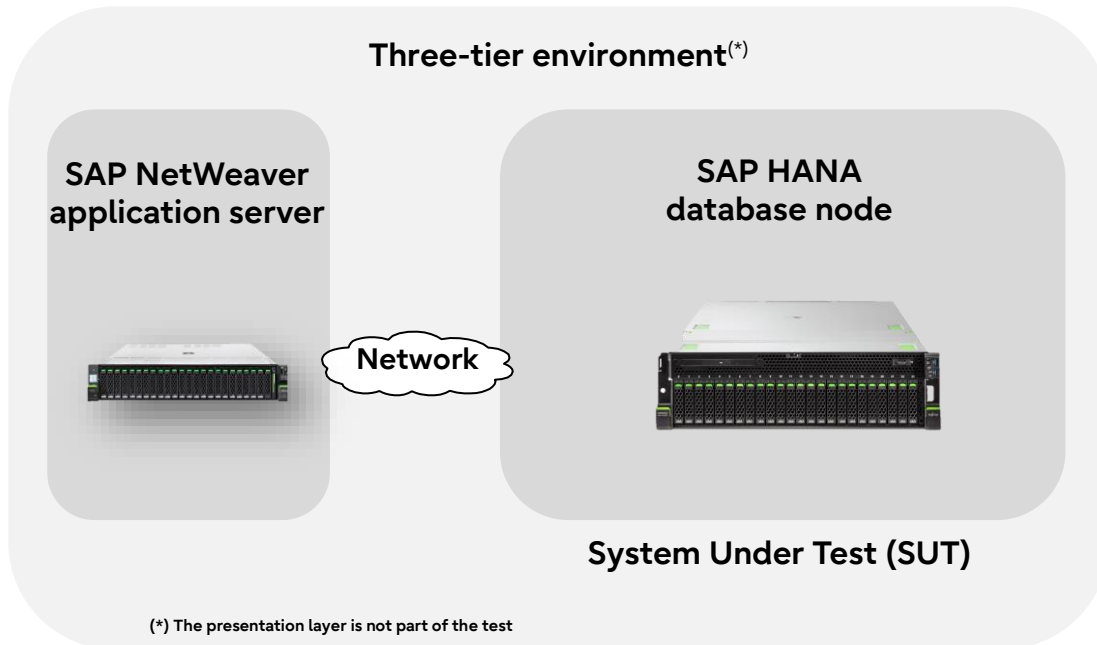 Three-tier environment(*)
SAP NetWeaver
application server
SAP HANA
database node
Network
System Under Test (SUT)
(*) The presentation layer is not part of the test